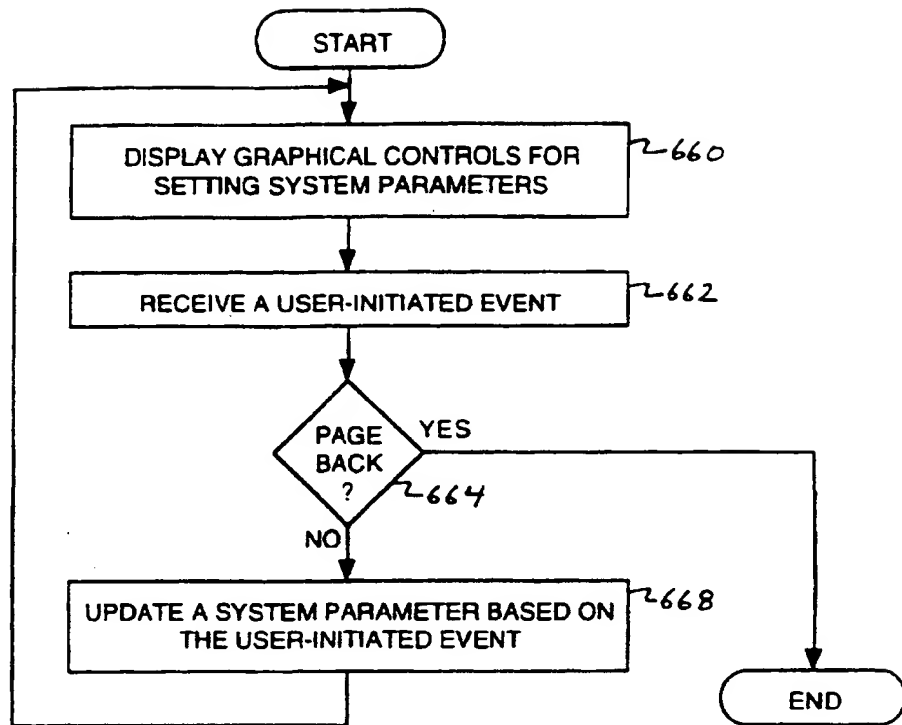 START
DISPLAY GRAPHICAL CONTROLS FOR
SETTING SYSTEM PARAMETERS
660
RECEIVE A USER-INITIATED EVENT
662
PAGE
BACK
?
YES
664
NO
UPDATE A SYSTEM PARAMETER BASED ON
THE USER-INITIATED EVENT
668
END